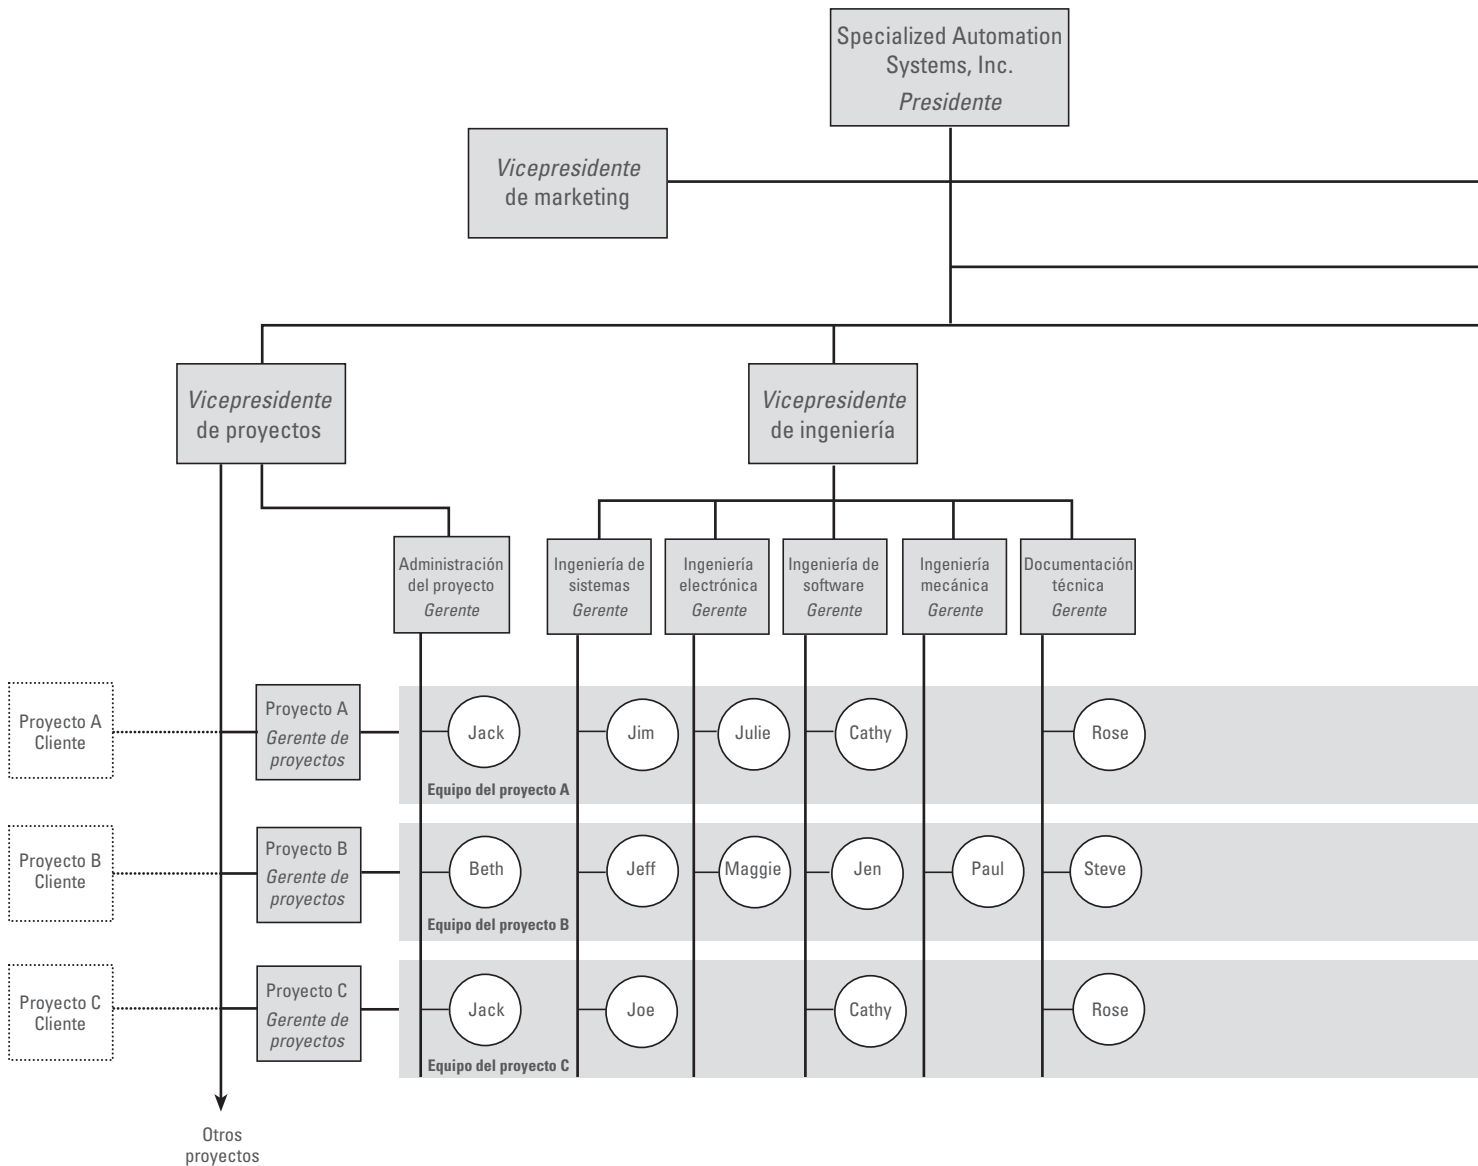 Specialized Automation
Systems, Inc.
Presidente
Vicepresidente
de marketing
Vicepresidente
de proyectos
Vicepresidente
de ingeniería
Administración
del proyecto
Gerente
Ingeniería de
sistemas
Gerente
Ingeniería
electrónica
Gerente
Ingeniería de
software
Gerente
Ingeniería
mecánica
Gerente
Documentación
técnica
Gerente
Proyecto A
Cliente
Proyecto A
Gerente de
proyectos
Jack
Jim
Julie
Cathy
Rose
Equipo del proyecto A
Proyecto B
Cliente
Proyecto B
Gerente de
proyectos
Beth
Jeff
Maggie
Jen
Paul
Steve
Equipo del proyecto B
Proyecto C
Cliente
Proyecto C
Gerente de
proyectos
Jack
Joe
Cathy
Rose
Equipo del proyecto C
Otros
proyectos